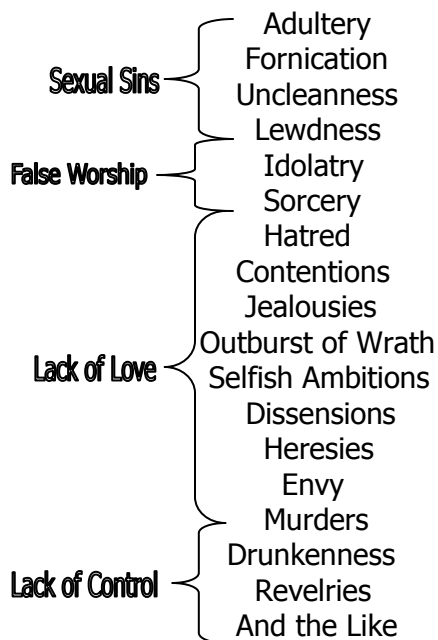 Adultery
Fornication
Sexual Sins
Uncleanness
Lewdness
Idolatry
False Worship
Sorcery
Hatred
Contentions
Jealousies
Outburst of Wrath
Lack of Love
Selfish Ambitions
Dissensions
Heresies
Envy
Murders
Drunkenness
Lack of Control
Revelries
And the Like